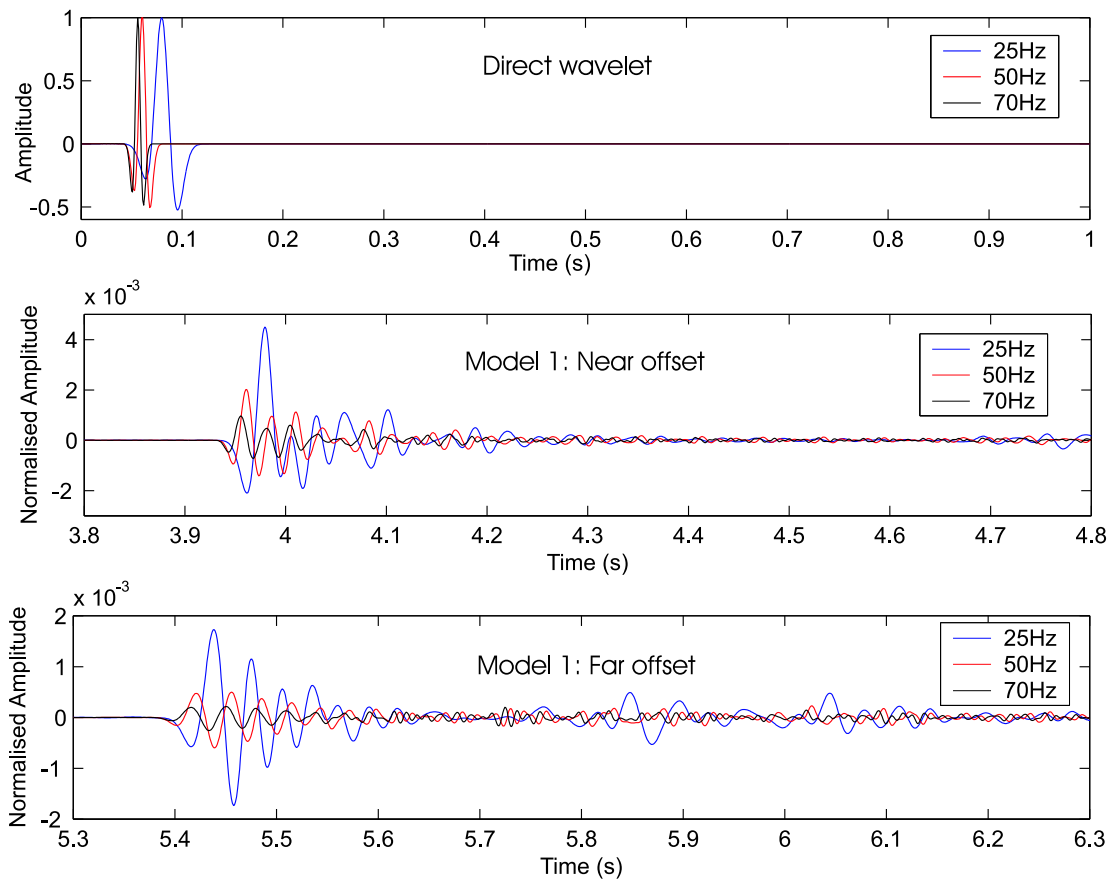 Direct wavelet
25Hz
50Hz
70Hz
Amplitude
1
0.5
0
-0.5
0 0.1 0.2 0.3 0.4 0.5 0.6 0.7 0.8 0.9 1
Time (s)
x 10-3
Model 1: Near offset
25Hz
50Hz
70Hz
Normalised Amplitude
4
2
0
-2
3.8 3.9 4 4.1 4.2 4.3 4.4 4.5 4.6 4.7 4.8
Time (s)
x 10-3
Model 1: Far offset
25Hz
50Hz
70Hz
Normalised Amplitude
2
1
0
-1
-2
5.3 5.4 5.5 5.6 5.7 5.8 5.9 6 6.1 6.2 6.3
Time (s)